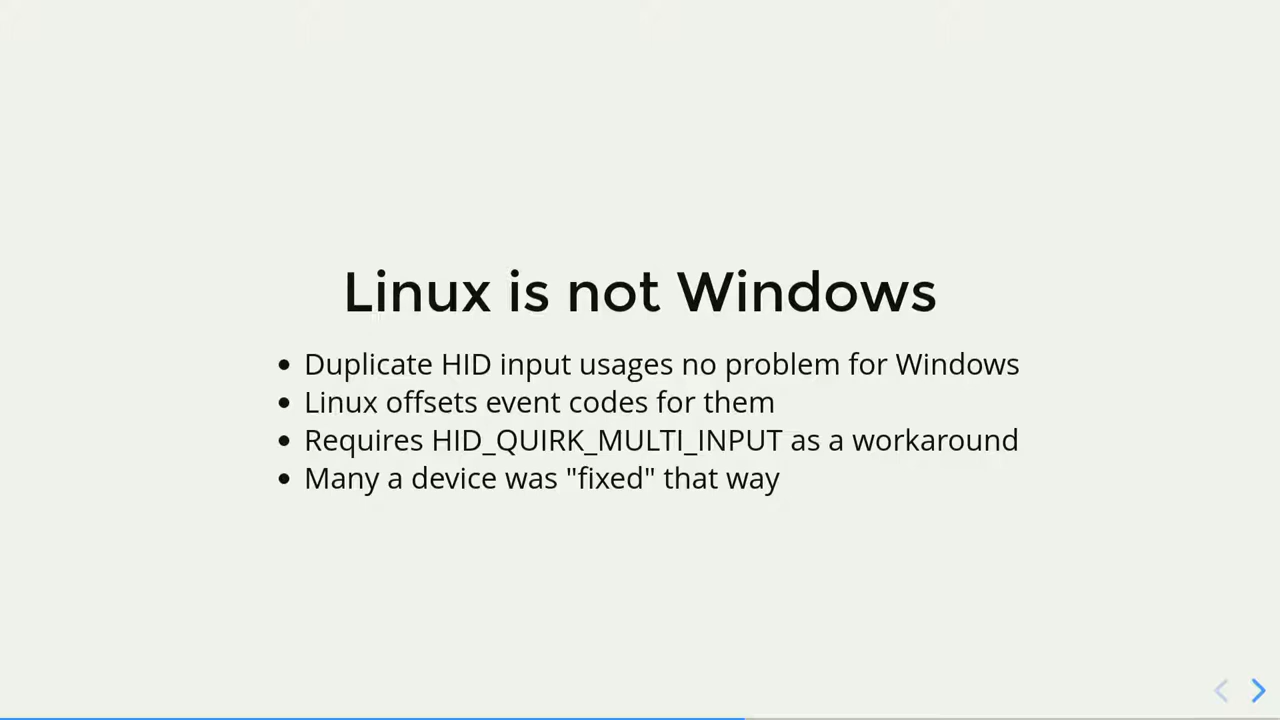 Linux is not Windows
• Duplicate HID input usages no problem for Windows
• Linux offsets event codes for them
• Requires HID_QUIRK_MULTI_INPUT as a workaround
• Many a device was "fixed" that way